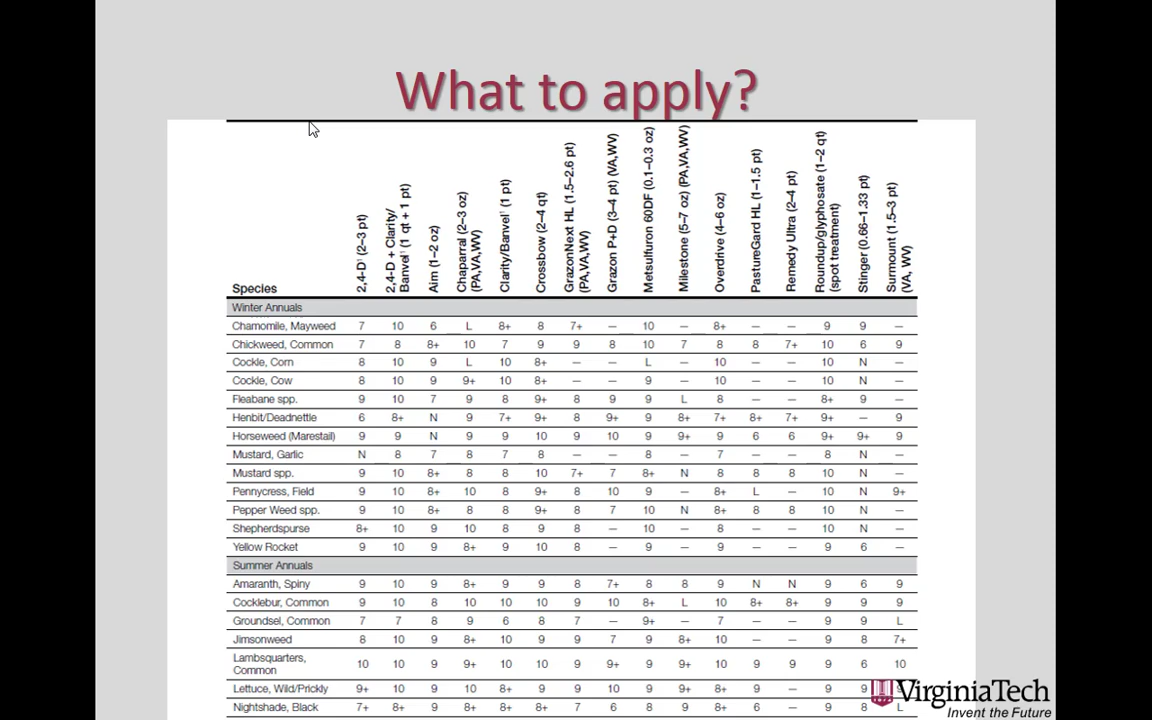 What to apply?
Species 2,4-D¹ (2–3 pt) 2,4-D + Clarity/Banvel¹ (1 qt + 1 pt) Aim (1–2 oz) Chaparral (2–3 oz) (PA,VA,WV) Clarity/Banvel¹ (1 pt) Crossbow (2–4 qt) GrazonNext HL (1.5–2.6 pt) (PA,VA,WV) Grazon P+D (3–4 pt) (VA,WV) Metsulfuron 60DF (0.1–0.3 oz) Milestone (5–7 oz) (PA,VA,WV) Overdrive (4–6 oz) PastureGard HL (1–1.5 pt) Remedy Ultra (2–4 pt) Roundup/glyphosate (1–2 qt) (spot treatment) Stinger (0.66–1.33 pt) Surmount (1.5–3 pt) (VA, WV)
Winter Annuals
Chamomile, Mayweed 7 10 6 L 8+ 8 7+ — 10 — 8+ — — 9 9 —
Chickweed, Common 7 8 8+ 10 7 9 9 8 10 7 8 8 7+ 10 6 9
Cockle, Corn 8 10 9 L 10 8+ — — L — 10 — — 10 N —
Cockle, Cow 8 10 9 9+ 10 8+ — — 9 — 10 — — 10 N —
Fleabane spp. 9 10 7 9 8 9+ 8 9 9 L 8 — — 8+ 9 —
Henbit/Deadnettle 6 8+ N 9 7+ 9+ 8 9+ 9 8+ 7+ 8+ 7+ 9+ — 9
Horseweed (Marestail) 9 9 N 9 9 10 9 10 9 9+ 9 6 6 9+ 9+ 9
Mustard, Garlic N 8 7 8 7 8 — — 8 — 7 — — 8 N —
Mustard spp. 9 10 8+ 8 8 10 7+ 7 8+ N 8 8 8 10 N —
Pennycress, Field 9 10 8+ 10 8 9+ 8 10 9 — 8+ L — 10 N 9+
Pepper Weed spp. 9 10 8+ 8 8 9+ 8 7 10 N 8+ 8 8 10 N —
Shepherdspurse 8+ 10 9 10 8 9 8 — 10 — 8 — — 10 N —
Yellow Rocket 9 10 9 8+ 9 10 8 — 9 — 9 — — 9 6 —
Summer Annuals
Amaranth, Spiny 9 10 9 8+ 9 9 8 7+ 8 8 9 N N 9 6 9
Cocklebur, Common 9 10 8 10 10 10 9 10 8+ L 10 8+ 8+ 9 9 9
Groundsel, Common 7 7 8 9 6 8 7 — 9+ — 7 — — 9 9 L
Jimsonweed 8 10 9 8+ 10 9 9 7 9 8+ 10 — — 9 8 7+
Lambsquarters,
Common 10 10 9 9+ 10 10 9 9+ 9 9+ 10 9 9 9 6 10
Lettuce, Wild/Prickly 9+ 10 9 10 8+ 9 9 10 9 9+ 8+ 9 — 9 9
Nightshade, Black 7+ 8+ 9 8+ 8+ 8+ 7 6 8 9 8+ 6 — 9 8 L
VirginiaTech
Invent the Future